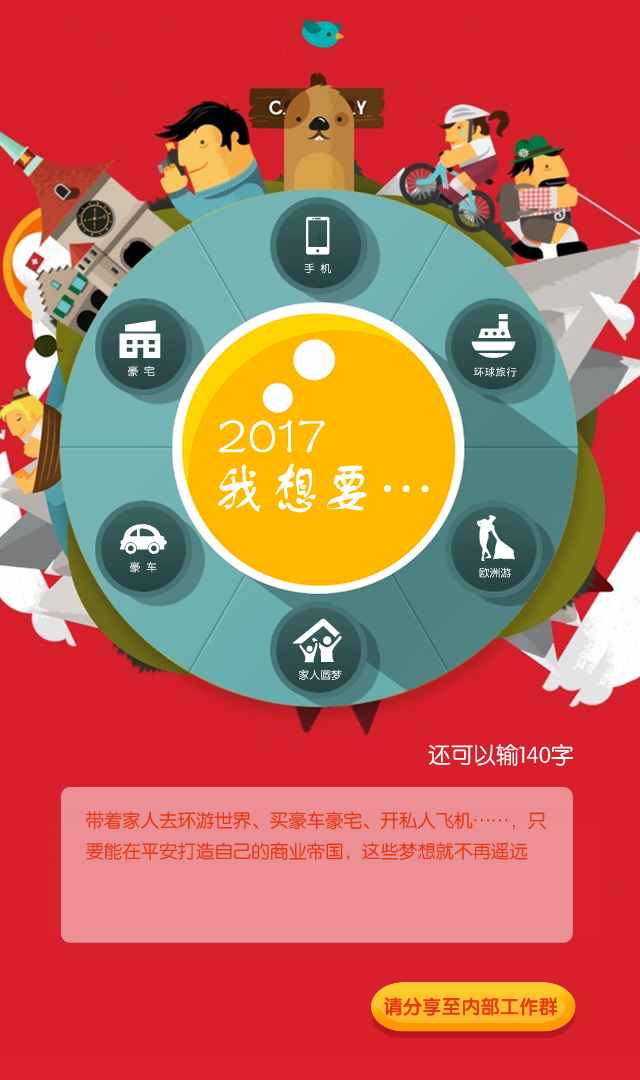 手 机
豪 宅
环球旅行
2017
我想要…
豪 车
欧洲游
家人圆梦
还可以输140字
带着家人去环游世界、买豪车豪宅、开私人飞机……，只
要能在平安打造自己的商业帝国，这些梦想就不再遥远
请分享至内部工作群